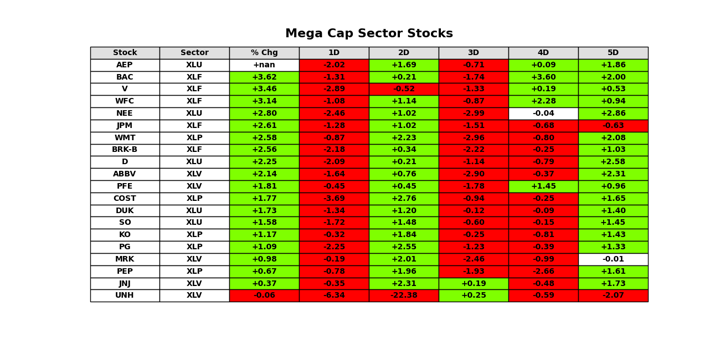 Mega Cap Sector Stocks
Stock Sector % Chg 1D 2D 3D 4D 5D
AEP XLU +nan -2.02 +1.69 -0.71 +0.09 +1.86
BAC XLF +3.62 -1.31 +0.21 -1.74 +3.60 +2.00
V XLF +3.46 -2.89 -0.52 -1.33 +0.19 +0.53
WFC XLF +3.14 -1.08 +1.14 -0.87 +2.28 +0.94
NEE XLU +2.80 -2.46 +1.02 -2.99 -0.04 +2.86
JPM XLF +2.61 -1.28 +1.02 -1.51 -0.68 -0.63
WMT XLP +2.58 -0.87 +2.23 -2.96 -0.80 +2.08
BRK-B XLF +2.56 -2.18 +0.34 -2.22 -0.25 +1.03
D XLU +2.25 -2.09 +0.21 -1.14 -0.79 +2.58
ABBV XLV +2.14 -1.64 +0.76 -2.90 -0.37 +2.31
PFE XLV +1.81 -0.45 +0.45 -1.78 +1.45 +0.96
COST XLP +1.77 -3.69 +2.76 -0.94 -0.25 +1.65
DUK XLU +1.73 -1.34 +1.20 -0.12 -0.09 +1.40
SO XLU +1.58 -1.72 +1.48 -0.60 -0.15 +1.45
KO XLP +1.17 -0.32 +1.84 -0.25 -0.81 +1.43
PG XLP +1.09 -2.25 +2.55 -1.23 -0.39 +1.33
MRK XLV +0.98 -0.19 +2.01 -2.46 -0.99 -0.01
PEP XLP +0.67 -0.78 +1.96 -1.93 -2.66 +1.61
JNJ XLV +0.37 -0.35 +2.31 +0.19 -0.48 +1.73
UNH XLV -0.06 -6.34 -22.38 +0.25 -0.59 -2.07